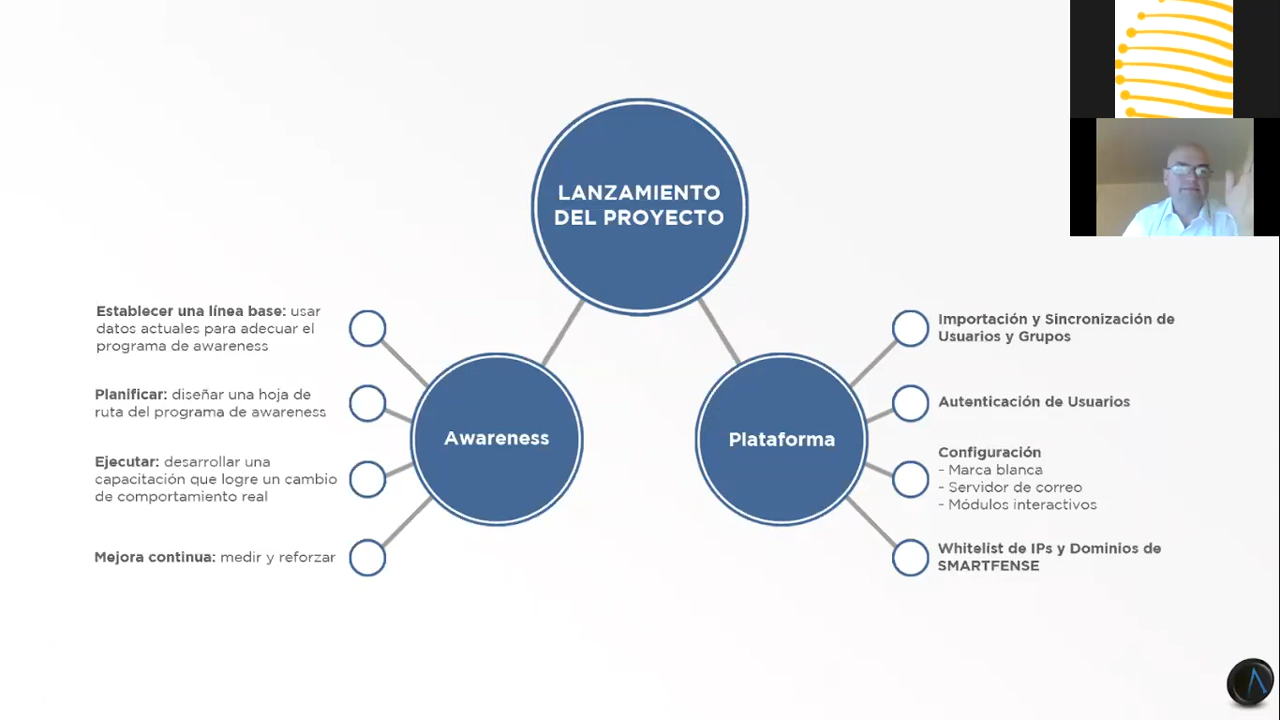 LANZAMIENTO
DEL PROYECTO
Awareness
Establecer una línea base: usar
datos actuales para adecuar el
programa de awareness
Planificar: diseñar una hoja de
ruta del programa de awareness
Ejecutar: desarrollar una
capacitación que logre un cambio
de comportamiento real
Mejora continua: medir y reforzar
Plataforma
Importación y Sincronización de
Usuarios y Grupos
Autenticación de Usuarios
Configuración
- Marca blanca
- Servidor de correo
- Módulos interactivos
Whitelist de IPs y Dominios de
SMARTFENSE